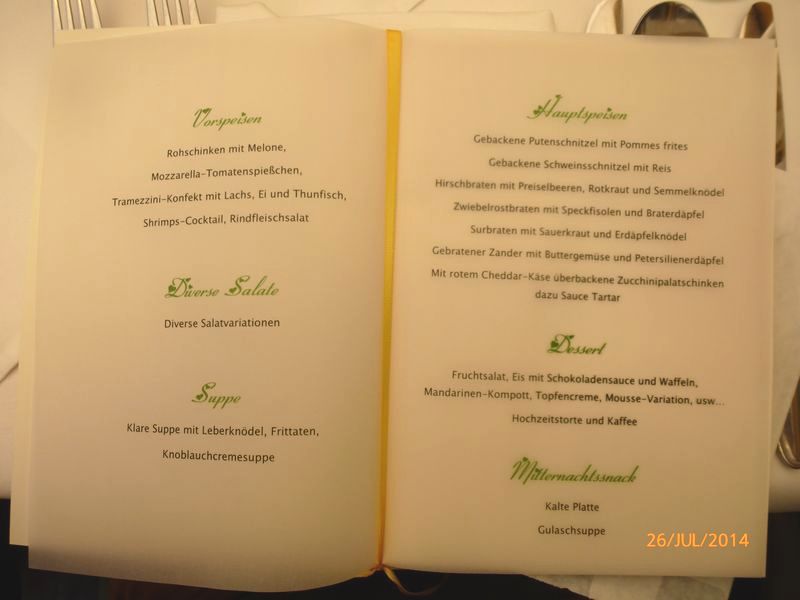 Vorspeisen
Rohschinken mit Melone,
Mozzarella-Tomatenspießchen,
Tramezzini-Konfekt mit Lachs, Ei und Thunfisch,
Shrimps-Cocktail, Rindfleischsalat
Diverse Salate
Diverse Salatvariationen
Suppe
Klare Suppe mit Leberknödel, Frittaten,
Knoblauchcremesuppe
Hauptspeisen
Gebackene Putenschnitzel mit Pommes frites
Gebackene Schweinsschnitzel mit Reis
Hirschbraten mit Preiselbeeren, Rotkraut und Semmelknödel
Zwiebelrostbraten mit Speckfisolen und Braterdäpfel
Surbraten mit Sauerkraut und Erdäpfelknödel
Gebratener Zander mit Buttergemüse und Petersilienerdäpfel
Mit rotem Cheddar-Käse überbackene Zucchinipalatschinken
dazu Sauce Tartar
Dessert
Fruchtsalat, Eis mit Schokoladensauce und Waffeln,
Mandarinen-Kompott, Topfencreme, Mousse-Variation, usw...
Hochzeitstorte und Kaffee
Mitternachtssnack
Kalte Platte
Gulaschsuppe
26/JUL/2014